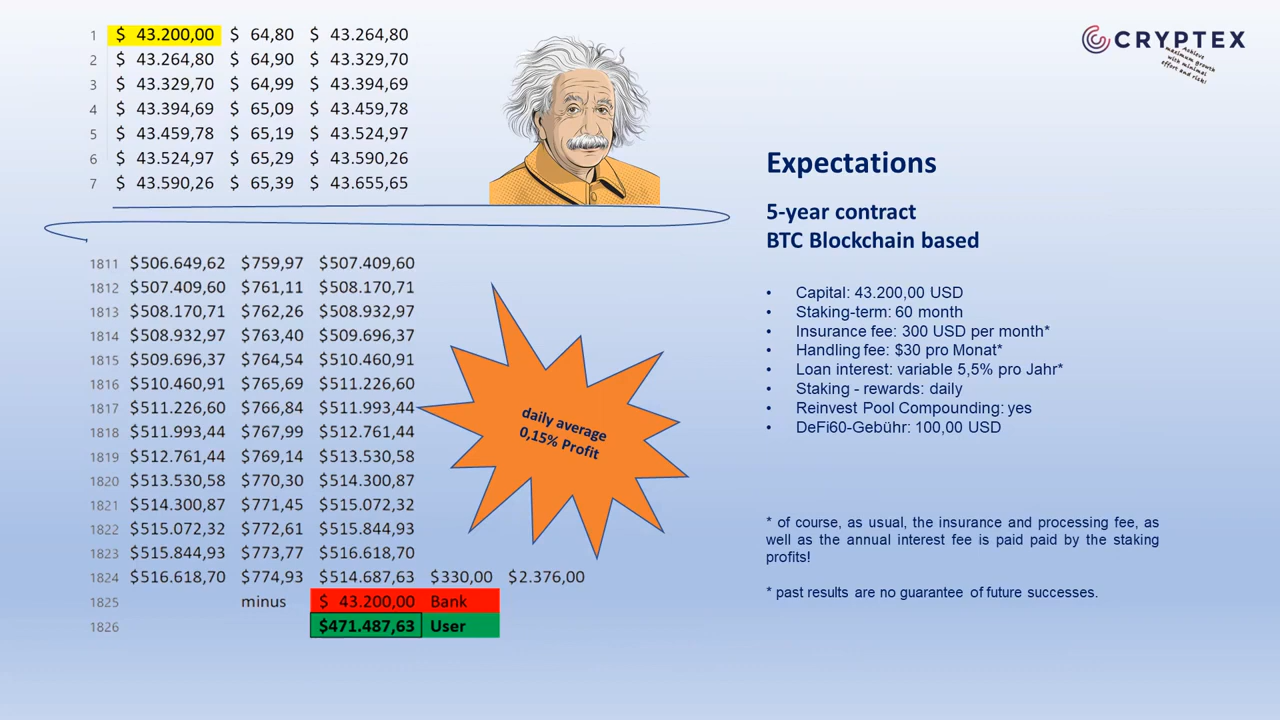 1 $ 43.200,00 $ 64,80 $ 43.264,80
2 $ 43.264,80 $ 64,90 $ 43.329,70
3 $ 43.329,70 $ 64,99 $ 43.394,69
4 $ 43.394,69 $ 65,09 $ 43.459,78
5 $ 43.459,78 $ 65,19 $ 43.524,97
6 $ 43.524,97 $ 65,29 $ 43.590,26
7 $ 43.590,26 $ 65,39 $ 43.655,65
1811 $506.649,62 $759,97 $507.409,60
1812 $507.409,60 $761,11 $508.170,71
1813 $508.170,71 $762,26 $508.932,97
1814 $508.932,97 $763,40 $509.696,37
1815 $509.696,37 $764,54 $510.460,91
1816 $510.460,91 $765,69 $511.226,60
1817 $511.226,60 $766,84 $511.993,44
1818 $511.993,44 $767,99 $512.761,44
1819 $512.761,44 $769,14 $513.530,58
1820 $513.530,58 $770,30 $514.300,87
1821 $514.300,87 $771,45 $515.072,32
1822 $515.072,32 $772,61 $515.844,93
1823 $515.844,93 $773,77 $516.618,70
1824 $516.618,70 $774,93 $514.687,63 $330,00 $2.376,00
1825 minus $ 43.200,00 Bank
1826 $471.487,63 User
daily average
0,15% Profit
CRYPTEX
Achieve
maximum growth
with minimal
effort and risk!
Expectations
5-year contract
BTC Blockchain based
• Capital: 43.200,00 USD
• Staking-term: 60 month
• Insurance fee: 300 USD per month*
• Handling fee: $30 pro Monat*
• Loan interest: variable 5,5% pro Jahr*
• Staking - rewards: daily
• Reinvest Pool Compounding: yes
• DeFi60-Gebühr: 100,00 USD
* of course, as usual, the insurance and processing fee, as
well as the annual interest fee is paid paid by the staking
profits!
* past results are no guarantee of future successes.